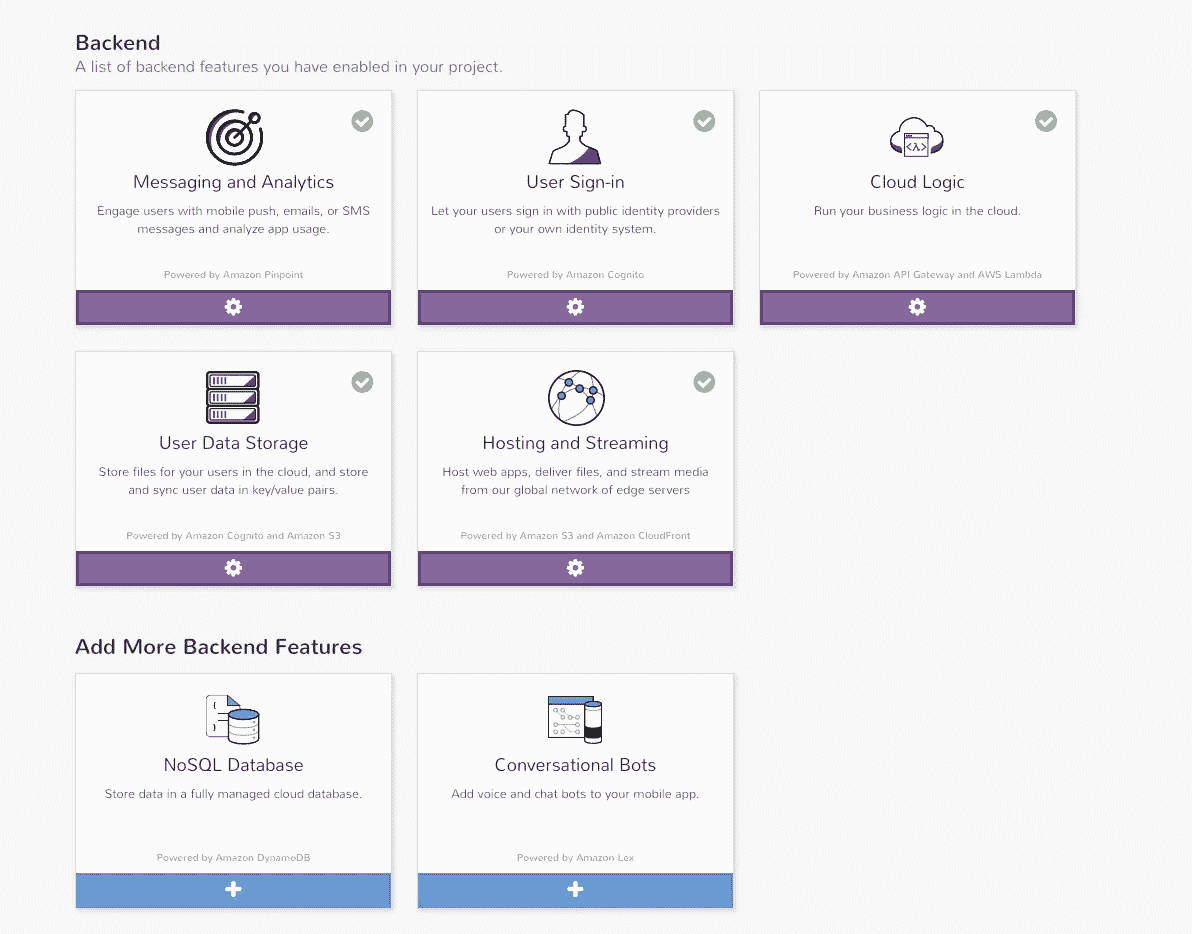 Backend
A list of backend features you have enabled in your project.
Messaging and Analytics
Engage users with mobile push, emails, or SMS
messages and analyze app usage.
Powered by Amazon Pinpoint
User Sign-in
Let your users sign in with public identity providers
or your own identity system.
Powered by Amazon Cognito
<λ>
Cloud Logic
Run your business logic in the cloud.
Powered by Amazon API Gateway and AWS Lambda
User Data Storage
Store files for your users in the cloud, and store
and sync user data in key/value pairs.
Powered by Amazon Cognito and Amazon S3
Hosting and Streaming
Host web apps, deliver files, and stream media
from our global network of edge servers
Powered by Amazon S3 and Amazon CloudFront
Add More Backend Features
{
}
NoSQL Database
Store data in a fully managed cloud database.
Powered by Amazon DynamoDB
Conversational Bots
Add voice and chat bots to your mobile app.
Powered by Amazon Lex